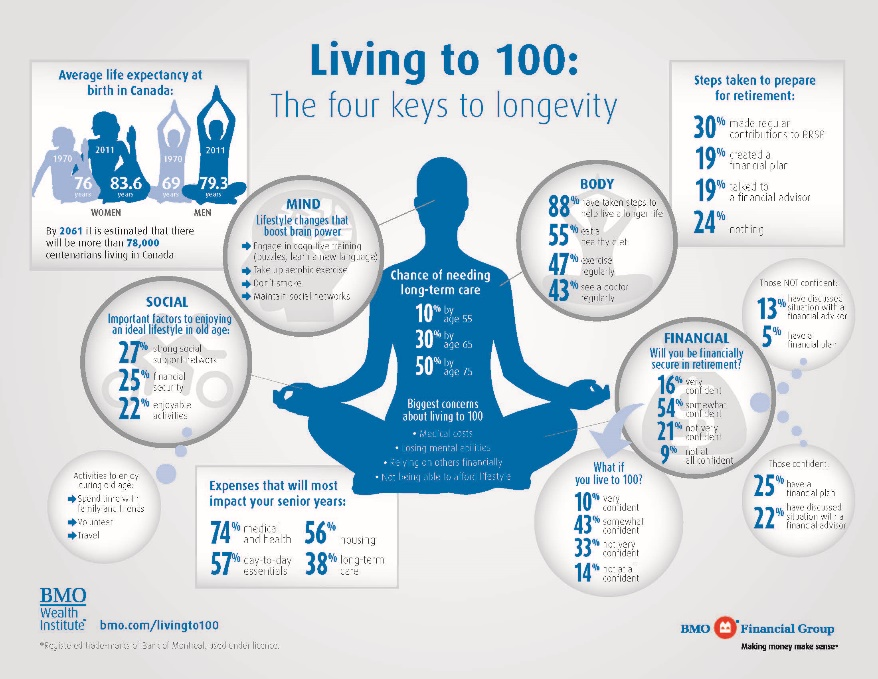 Living to 100:
The four keys to longevity
Average life expectancy at
birth in Canada:
1970
76
years
2011
83.6
years
1970
69
years
2011
79.3
years
WOMEN
MEN
By 2061 it is estimated that there
will be more than 78,000
centenarians living in Canada
MIND
Lifestyle changes that
boost brain power
Engage in cognitive training
(puzzles, learn a new language)
Take up aerobic exercise
Don't smoke
Maintain social networks
BODY
88% have taken steps to
help live a longer life
55% eat a
healthy diet
47% exercise
regularly
43% see a doctor
regularly
Steps taken to prepare
for retirement:
30% made regular
contributions to RRSP
19% created a
financial plan
19% talked to
a financial advisor
24% nothing
Chance of needing
long-term care
10% by
age 55
30% by
age 65
50% by
age 75
Biggest concerns
about living to 100
• Medical costs
• Losing mental abilities
• Relying on others financially
• Not being able to afford lifestyle
SOCIAL
Important factors to enjoying
an ideal lifestyle in old age:
27% strong social
support network
25% financial
security
22% enjoyable
activities
Activities to enjoy
during old age:
Spend time with
family and friends
Volunteer
Travel
Expenses that will most
impact your senior years:
74% medical
and health
56% housing
57% day-to-day
essentials
38% long-term
care
FINANCIAL
Will you be financially
secure in retirement?
16% very
confident
54% somewhat
confident
21% not very
confident
9% not at
all confident
Those NOT confident:
13% have discussed
situation with a
financial advisor
5% have a
financial plan
Those confident:
25% have a
financial plan
22% have discussed
situation with a
financial advisor
What if
you live to 100?
10% very
confident
43% somewhat
confident
33% not very
confident
14% not at all
confident
BMO
Wealth
Institute
bmo.com/livingto100
®Registered trademarks of Bank of Montreal, used under licence.
BMO Financial Group
Making money make sense®